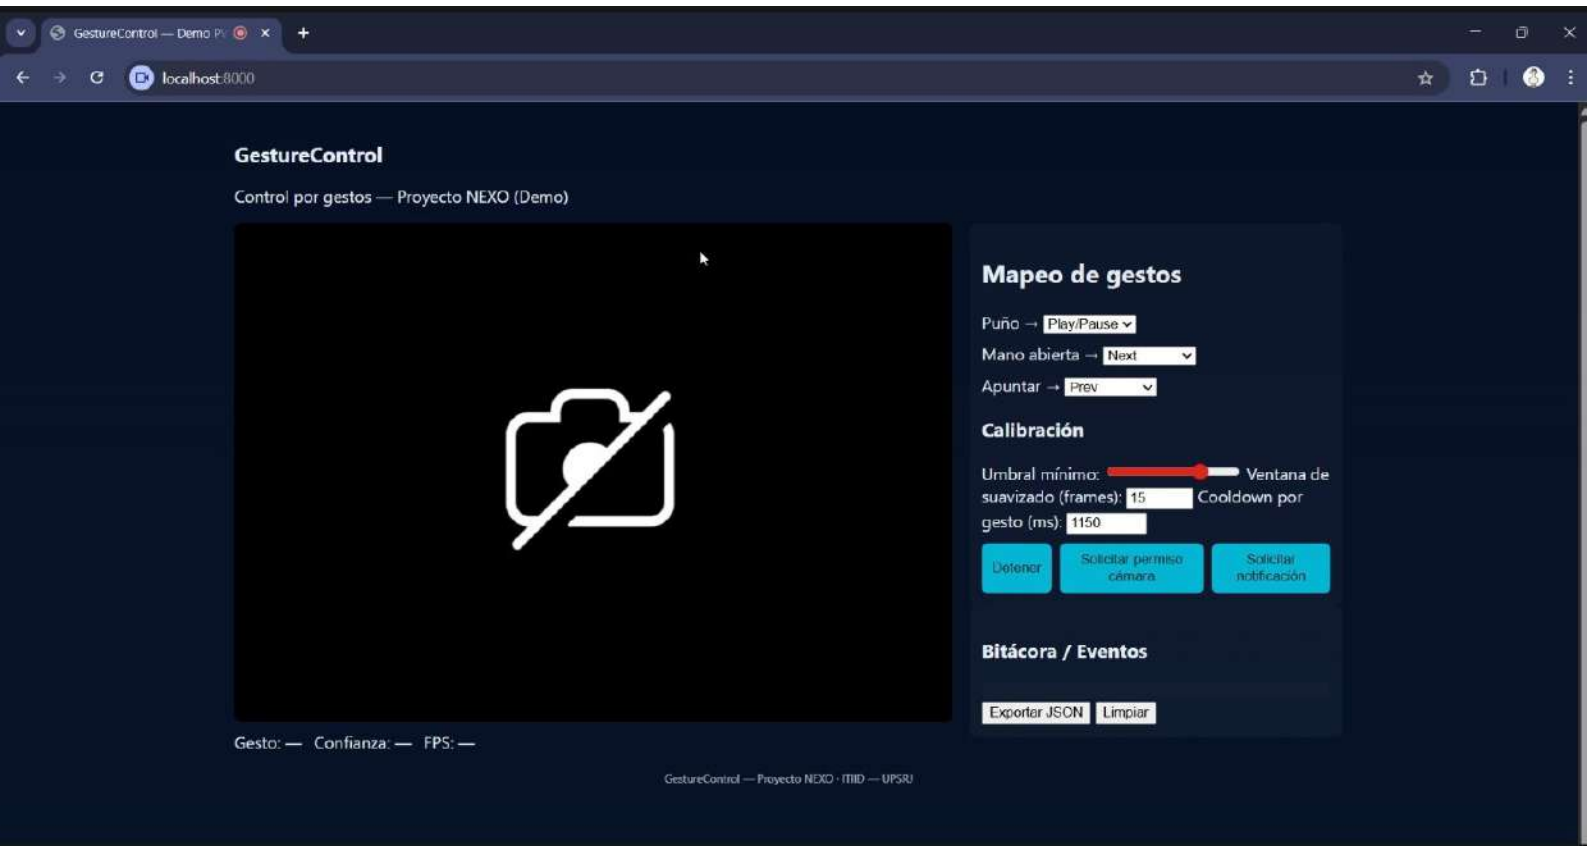 GestureControl — Demo PV
localhost:8000
GestureControl
Control por gestos — Proyecto NEXO (Demo)
Mapeo de gestos
Puño → Play/Pause
Mano abierta → Next
Apuntar → Prev
Calibración
Umbral mínimo: Ventana de
suavizado (frames): 15 Cooldown por
gesto (ms): 1150
Detener
Solicitar permiso
cámara
Solicitar
notificación
Bitácora / Eventos
Exportar JSON Limpiar
Gesto: — Confianza: — FPS: —
GestureControl — Proyecto NEXO · ITIID — UPSRJ